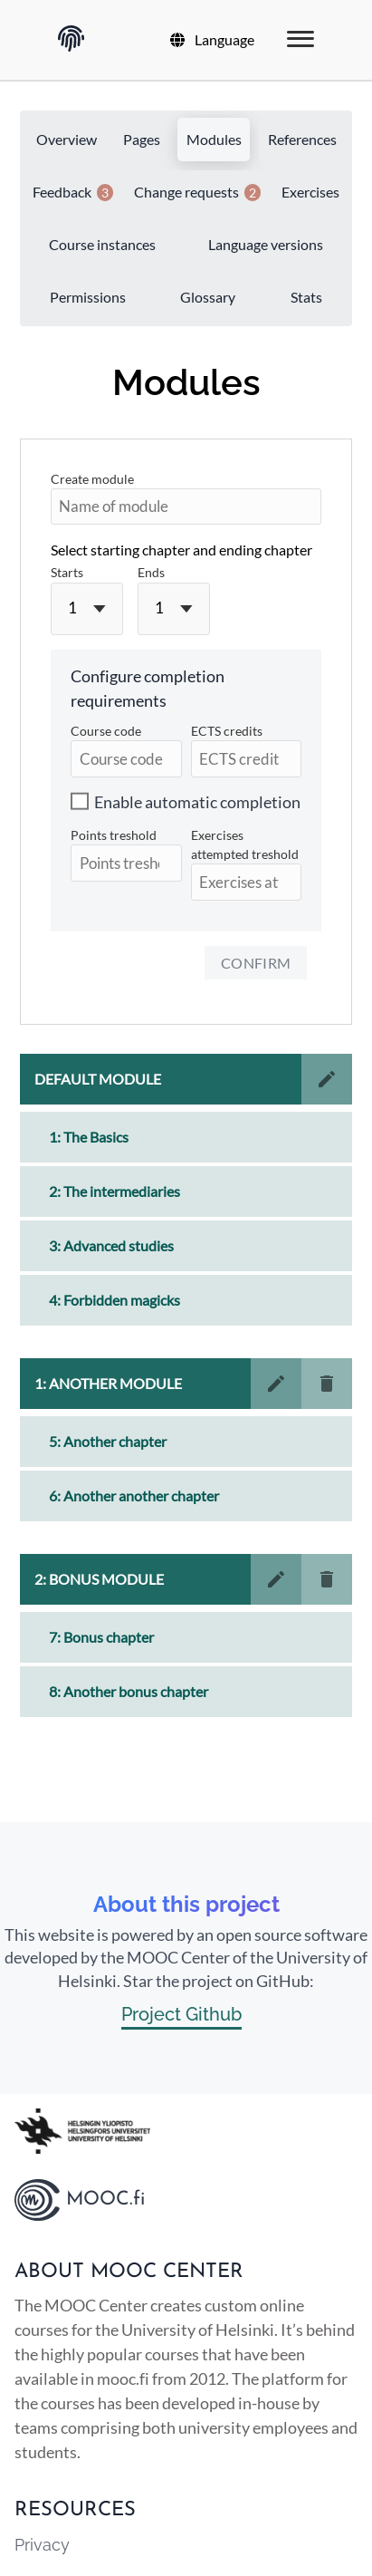 Language
Overview Pages Modules References
Feedback 3 Change requests 2 Exercises
Course instances Language versions
Permissions Glossary Stats
Modules
Create module
Name of module
Select starting chapter and ending chapter
Starts Ends
1 1
Configure completion
requirements
Course code ECTS credits
Course code ECTS credit
Enable automatic completion
Points treshold Exercises
attempted treshold
Points tresho Exercises at
CONFIRM
DEFAULT MODULE
1: The Basics
2: The intermediaries
3: Advanced studies
4: Forbidden magicks
1: ANOTHER MODULE
5: Another chapter
6: Another another chapter
2: BONUS MODULE
7: Bonus chapter
8: Another bonus chapter
About this project
This website is powered by an open source software
developed by the MOOC Center of the University of
Helsinki. Star the project on GitHub:
Project Github
HELSINGIN YLIOPISTO
HELSINGFORS UNIVERSITET
UNIVERSITY OF HELSINKI
MOOC.fi
ABOUT MOOC CENTER
The MOOC Center creates custom online
courses for the University of Helsinki. It’s behind
the highly popular courses that have been
available in mooc.fi from 2012. The platform for
the courses has been developed in-house by
teams comprising both university employees and
students.
RESOURCES
Privacy